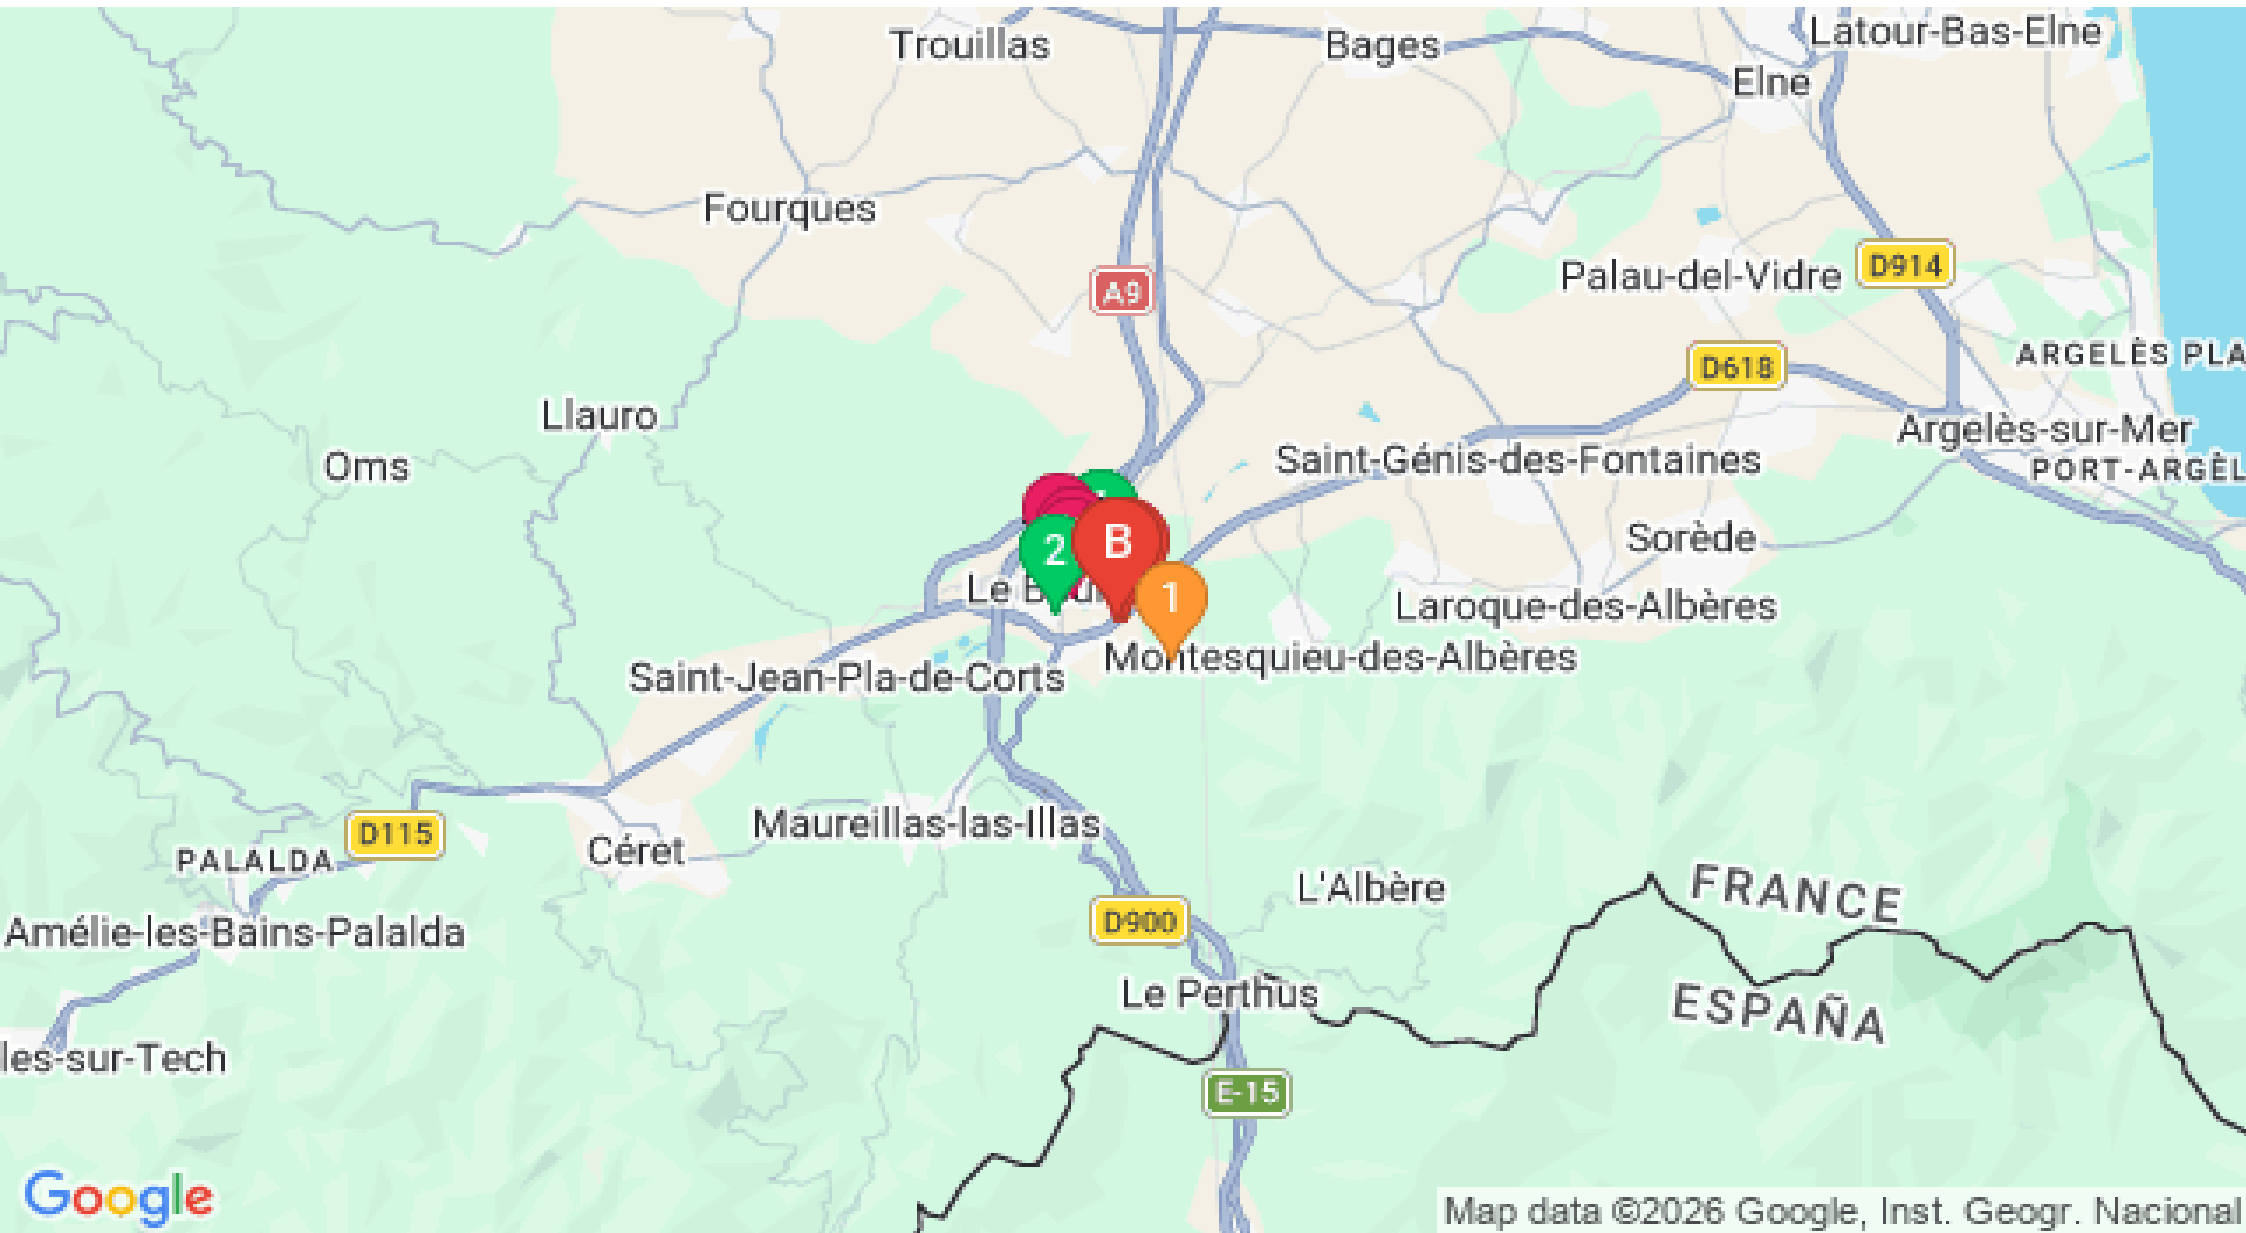 Trouillas
Bages
Latour-Bas-Elne
Elne
Fourques
A9
Palau-del-Vidre
D914
ARGELÈS PLA
D618
Llauro
Argelès-sur-Mer
Oms
Saint-Génis-des-Fontaines
PORT-ARGÈL
Sorède
2
B
1
Le
Laroque-des-Albères
Montesquieu-des-Albères
Saint-Jean-Pla-de-Corts
Maureillas-las-Illas
D115
Céret
PALALDA
L'Albère
FRANCE
D900
Amélie-les-Bains-Palalda
Le Perthus
ESPAÑA
les-sur-Tech
E-15
Google
Map data ©2026 Google, Inst. Geogr. Nacional